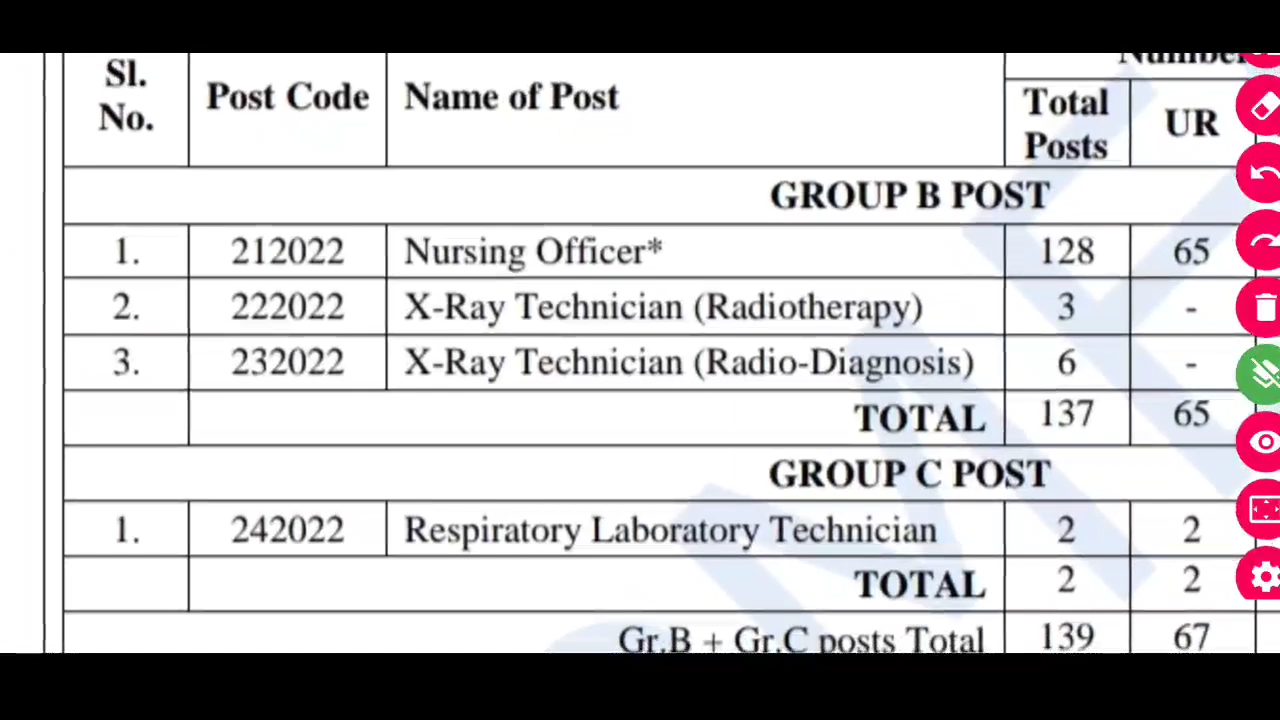 Number
Sl. No.
Post Code
Name of Post
Total Posts
UR
GROUP B POST
1. 212022 Nursing Officer* 128 65
2. 222022 X-Ray Technician (Radiotherapy) 3 -
3. 232022 X-Ray Technician (Radio-Diagnosis) 6 -
TOTAL 137 65
GROUP C POST
1. 242022 Respiratory Laboratory Technician 2 2
TOTAL 2 2
Gr.B + Gr.C posts Total 139 67